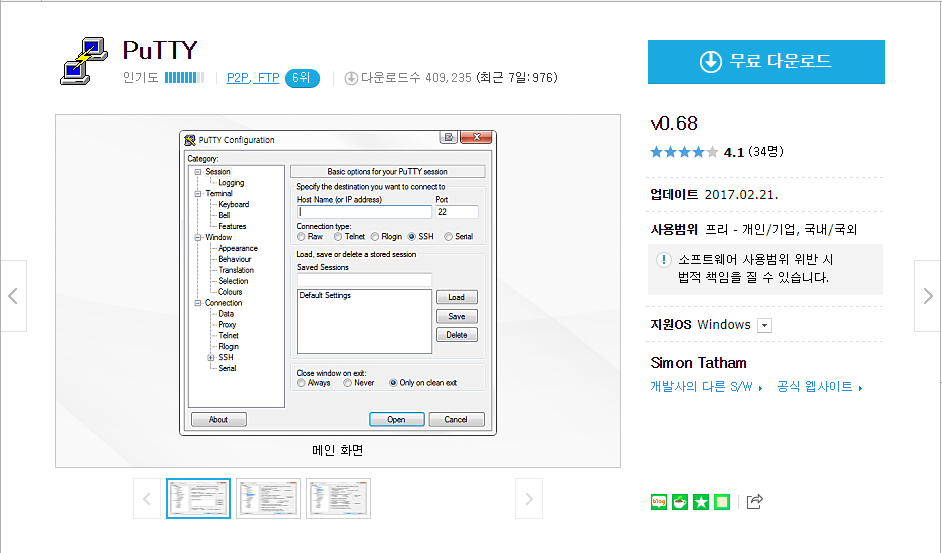 PuTTY
인기도 P2P, FTP 6위 다운로드수 409,235 (최근 7일:976)
무료 다운로드
PuTTY Configuration
Category:
Session
Logging
Terminal
Keyboard
Bell
Features
Window
Appearance
Behaviour
Translation
Selection
Colours
Connection
Data
Proxy
Telnet
Rlogin
SSH
Serial
Basic options for your PuTTY session
Specify the destination you want to connect to
Host Name (or IP address) Port
22
Connection type:
Raw Telnet Rlogin SSH Serial
Load, save or delete a stored session
Saved Sessions
Default Settings
Load
Save
Delete
Close window on exit:
Always Never Only on clean exit
About Open Cancel
메인 화면
v0.68
4.1 (34명)
업데이트 2017.02.21.
사용범위 프리 - 개인/기업, 국내/국외
소프트웨어 사용범위 위반 시
법적 책임을 질 수 있습니다.
지원OS Windows
Simon Tatham
개발사의 다른 S/W 공식 웹사이트
blog